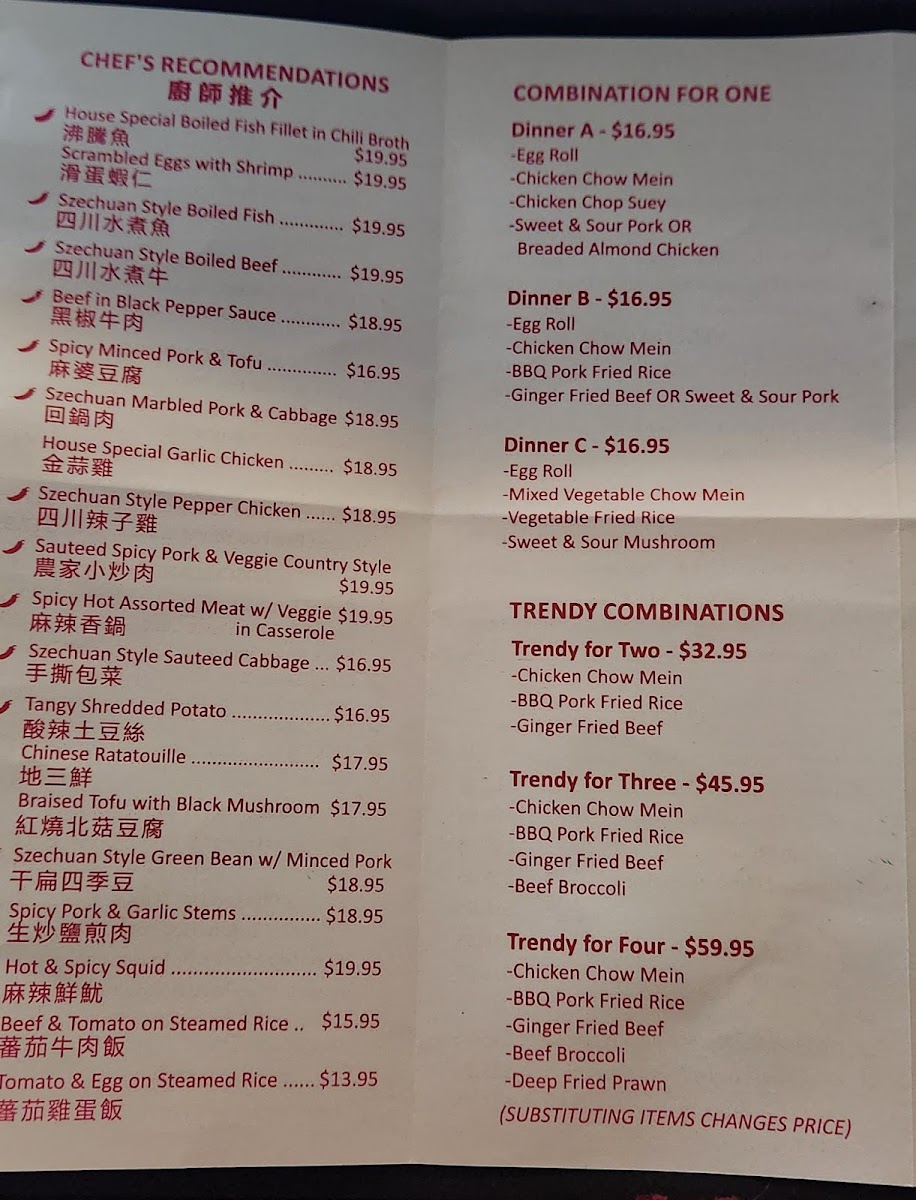 CHEF'S RECOMMENDATIONS
廚師推介
House Special Boiled Fish Fillet in Chili Broth
沸騰魚 $19.95
Scrambled Eggs with Shrimp .......... $19.95
滑蛋蝦仁
Szechuan Style Boiled Fish ............. $19.95
四川水煮魚
Szechuan Style Boiled Beef ............ $19.95
四川水煮牛
Beef in Black Pepper Sauce ............ $18.95
黑椒牛肉
Spicy Minced Pork & Tofu .............. $16.95
麻婆豆腐
Szechuan Marbled Pork & Cabbage $18.95
回鍋肉
House Special Garlic Chicken ......... $18.95
金蒜雞
Szechuan Style Pepper Chicken ...... $18.95
四川辣子雞
Sauteed Spicy Pork & Veggie Country Style
農家小炒肉 $19.95
Spicy Hot Assorted Meat w/ Veggie $19.95
麻辣香鍋 in Casserole
Szechuan Style Sauteed Cabbage ... $16.95
手撕包菜
Tangy Shredded Potato ................... $16.95
酸辣土豆絲
Chinese Ratatouille ........................ $17.95
地三鮮
Braised Tofu with Black Mushroom $17.95
紅燒北菇豆腐
Szechuan Style Green Bean w/ Minced Pork
干扁四季豆 $18.95
Spicy Pork & Garlic Stems ............... $18.95
生炒鹽煎肉
Hot & Spicy Squid ........................... $19.95
麻辣鮮魷
Beef & Tomato on Steamed Rice .. $15.95
蕃茄牛肉飯
Tomato & Egg on Steamed Rice ...... $13.95
蕃茄雞蛋飯
COMBINATION FOR ONE
Dinner A - $16.95
-Egg Roll
-Chicken Chow Mein
-Chicken Chop Suey
-Sweet & Sour Pork OR
Breaded Almond Chicken
Dinner B - $16.95
-Egg Roll
-Chicken Chow Mein
-BBQ Pork Fried Rice
-Ginger Fried Beef OR Sweet & Sour Pork
Dinner C - $16.95
-Egg Roll
-Mixed Vegetable Chow Mein
-Vegetable Fried Rice
-Sweet & Sour Mushroom
TRENDY COMBINATIONS
Trendy for Two - $32.95
-Chicken Chow Mein
-BBQ Pork Fried Rice
-Ginger Fried Beef
Trendy for Three - $45.95
-Chicken Chow Mein
-BBQ Pork Fried Rice
-Ginger Fried Beef
-Beef Broccoli
Trendy for Four - $59.95
-Chicken Chow Mein
-BBQ Pork Fried Rice
-Ginger Fried Beef
-Beef Broccoli
-Deep Fried Prawn
(SUBSTITUTING ITEMS CHANGES PRICE)